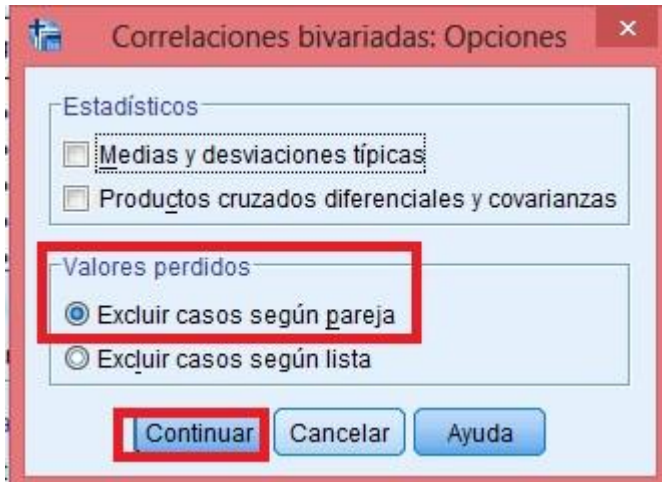 Correlaciones bivariadas: Opciones
Estadísticos
Medias y desviaciones típicas
Productos cruzados diferenciales y covarianzas
Valores perdidos
Excluir casos según pareja
Excluir casos según lista
Continuar Cancelar Ayuda